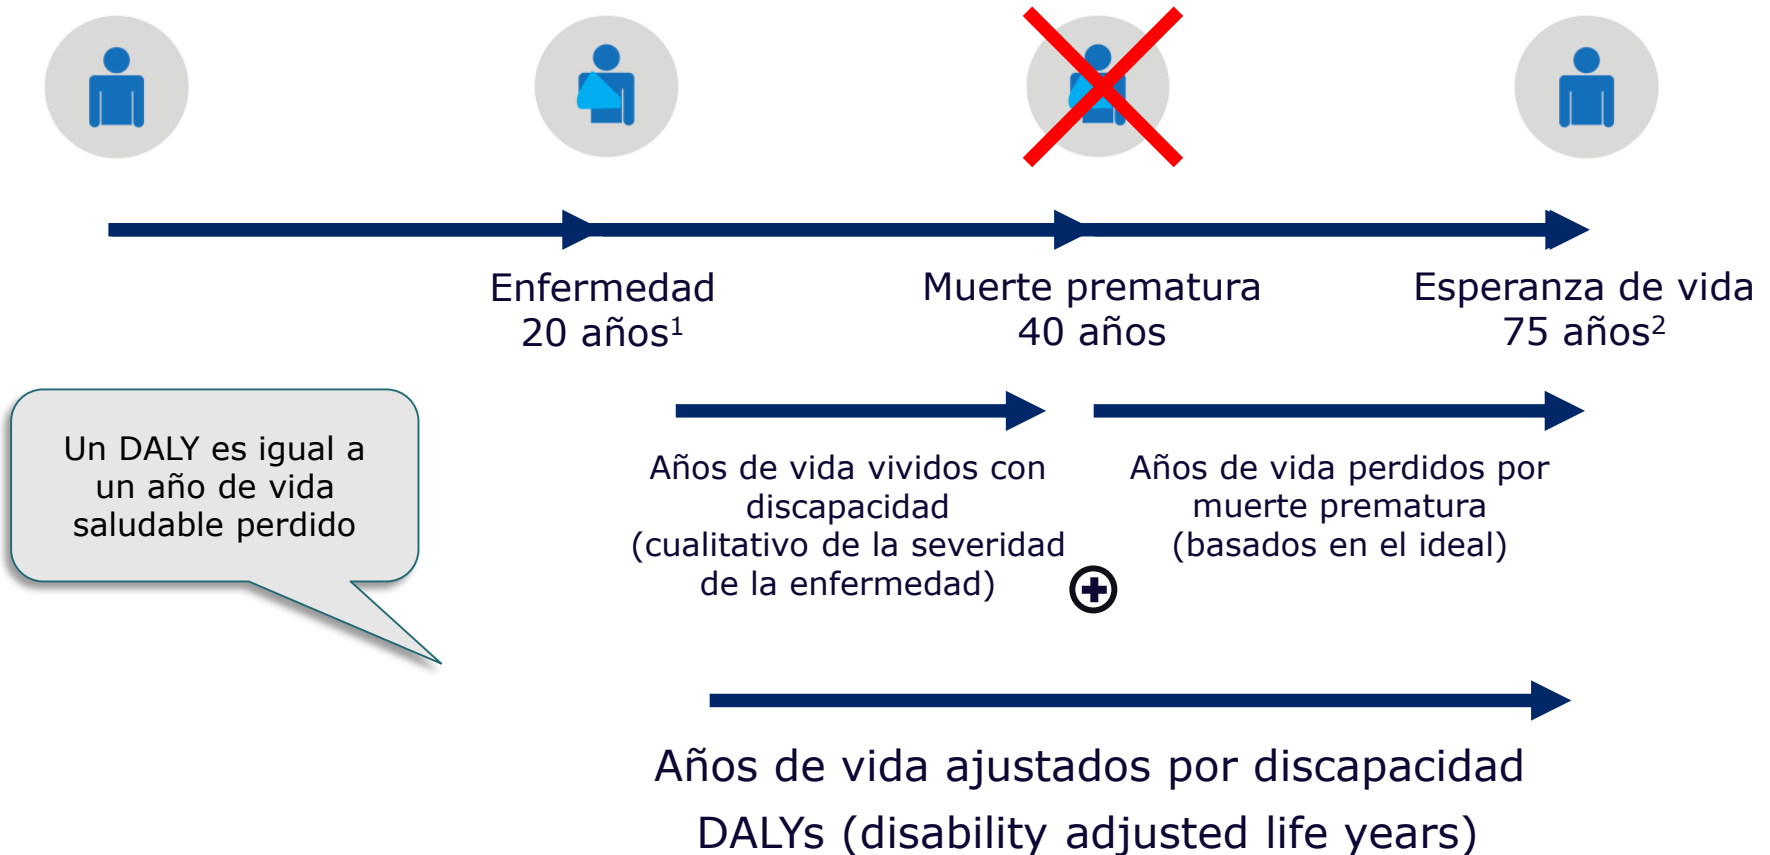 Enfermedad
20 años¹
Muerte prematura
40 años
Esperanza de vida
75 años²
Un DALY es igual a
un año de vida
saludable perdido
Años de vida vividos con
discapacidad
(cualitativo de la severidad
de la enfermedad)
Años de vida perdidos por
muerte prematura
(basados en el ideal)
Años de vida ajustados por discapacidad
DALYs (disability adjusted life years)